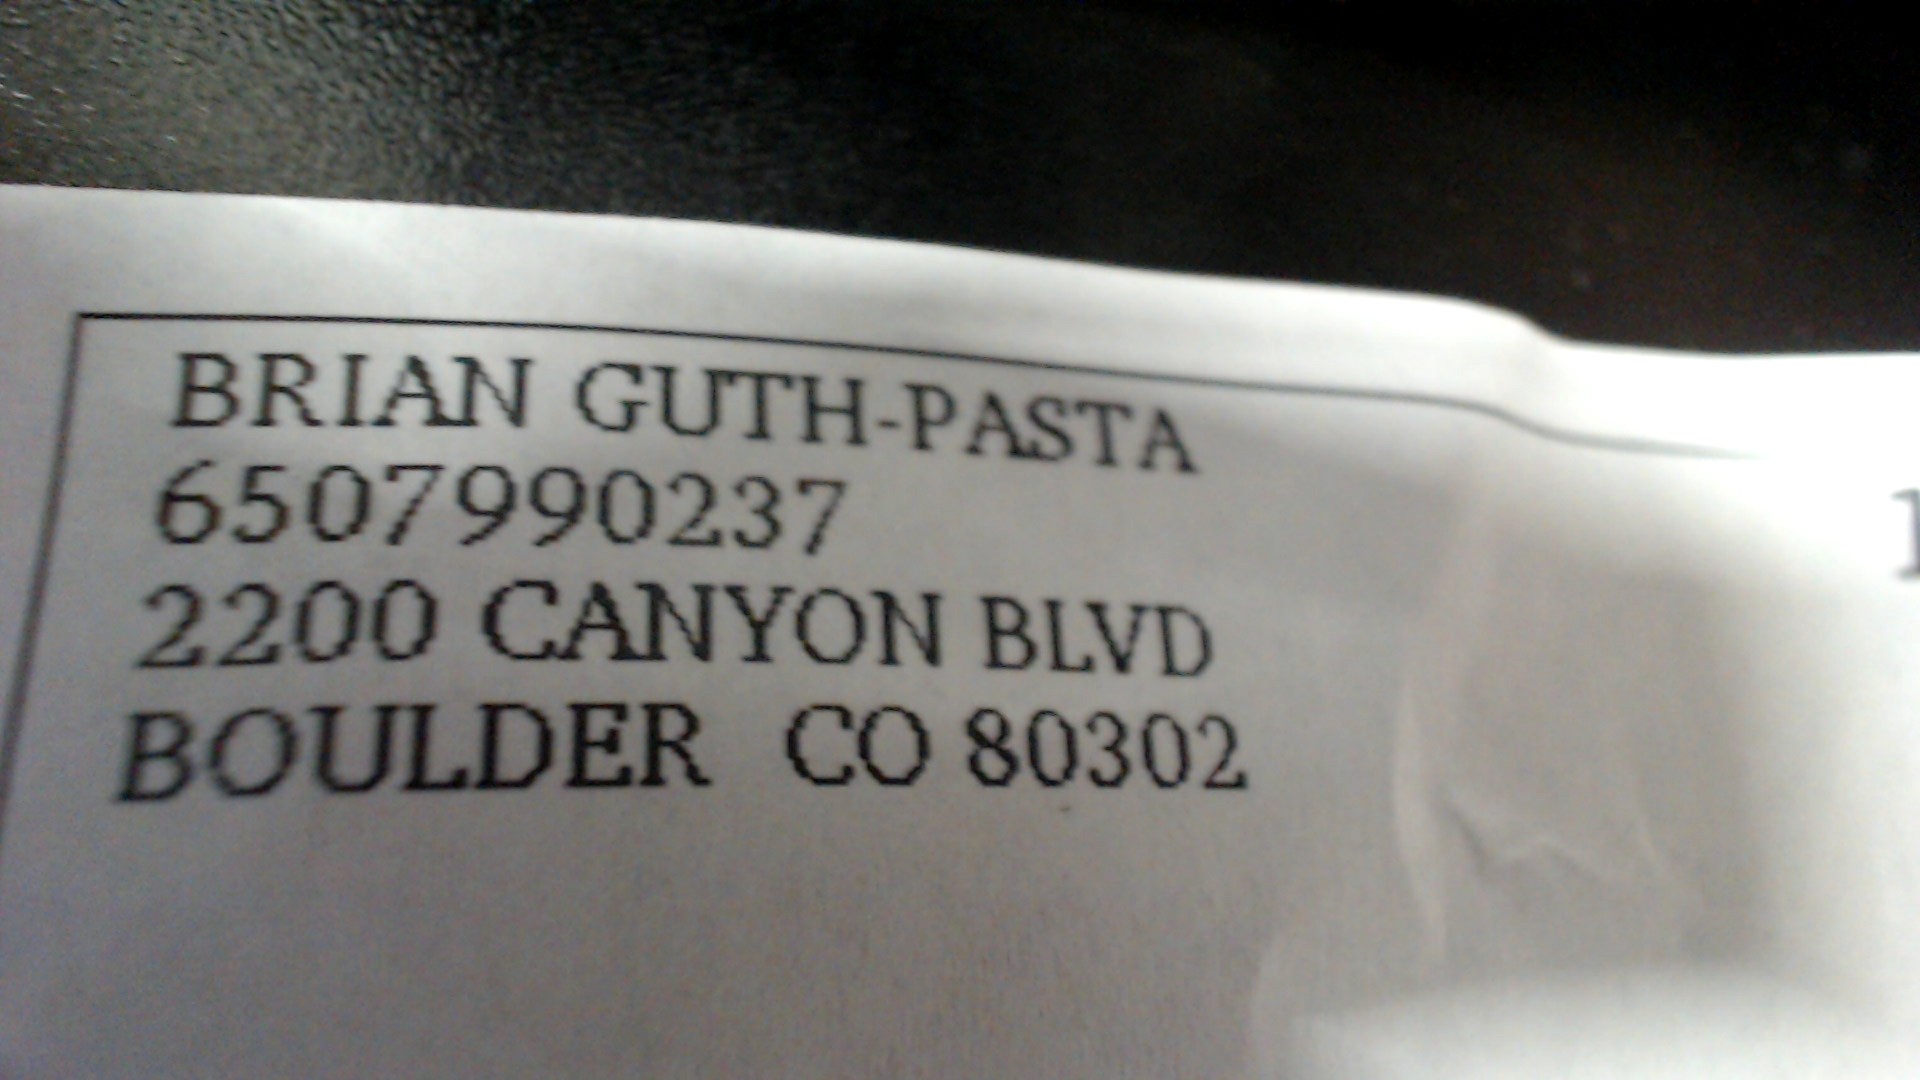 BRIAN GUTH-PASTA
6507990237
2200 CANYON BLVD
BOULDER CO 80302